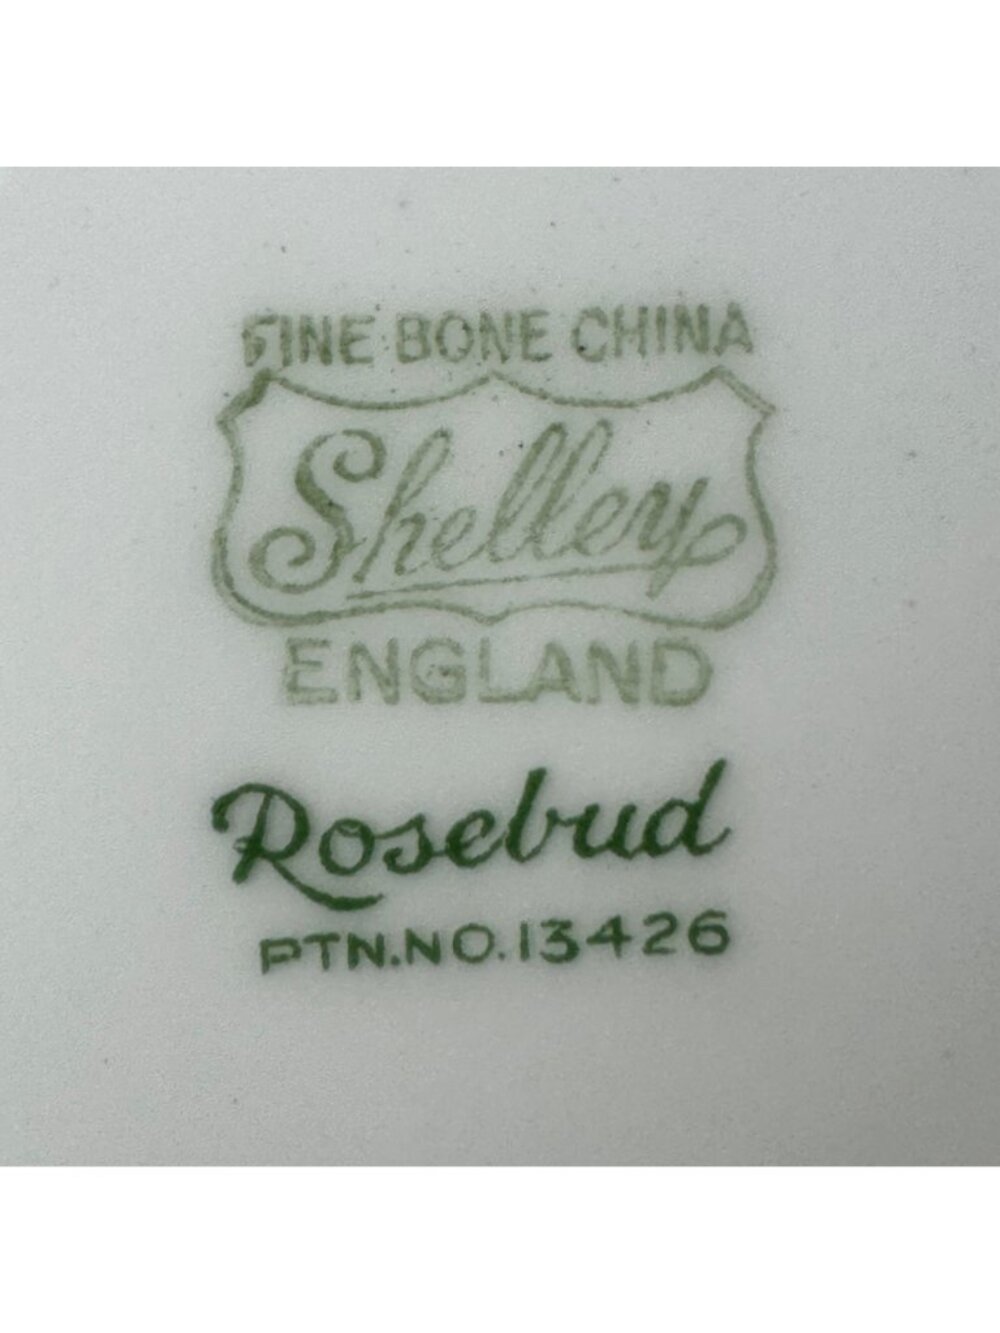 FINE BONE CHINA
Shelley
ENGLAND
Rosebud
PTN.NO.13426